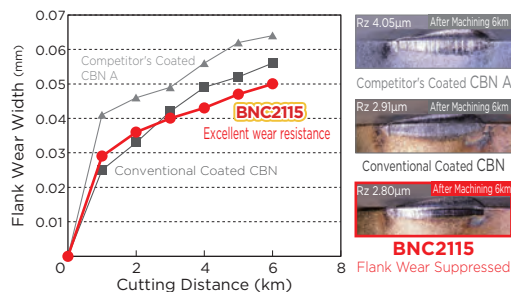 0.07
0.06
0.05
0.04
0.03
0.02
0.01
0
2
4
6
8
Flank Wear Width (mm)
Cutting Distance (km)
Competitor's Coated
CBN A
BNC2115
Excellent wear resistance
Conventional Coated CBN
Rz 4.05μm
After Machining 6km
Competitor's Coated CBN A
Rz 2.91μm
After Machining 6km
Conventional Coated CBN
Rz 2.80μm
After Machining 6km
BNC2115
Flank Wear Suppressed